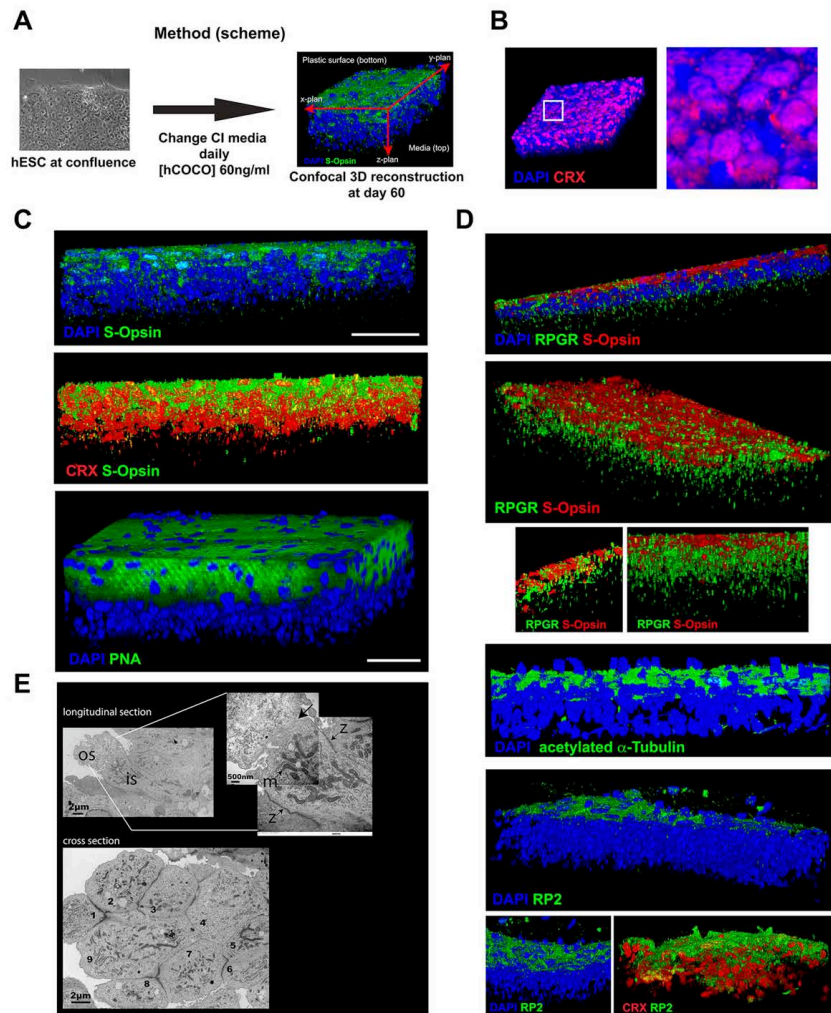 A
Method (scheme)
hESC at confluence
Change CI media
daily
[hCOCO] 60ng/ml
Plastic surface (bottom)
y-plan
x-plan
Media (top)
DAPI S-Opsin
z-plan
Confocal 3D reconstruction
at day 60
B
DAPI CRX
C
DAPI S-Opsin
CRX S-Opsin
DAPI PNA
D
DAPI RPGR S-Opsin
RPGR S-Opsin
RPGR S-Opsin
RPGR S-Opsin
DAPI acetylated α-Tubulin
DAPI RP2
DAPI RP2
CRX RP2
E
longitudinal section
os
is
2µm
500nm
m
z
z
cross section
1
2
3
4
5
6
7
8
9
2µm